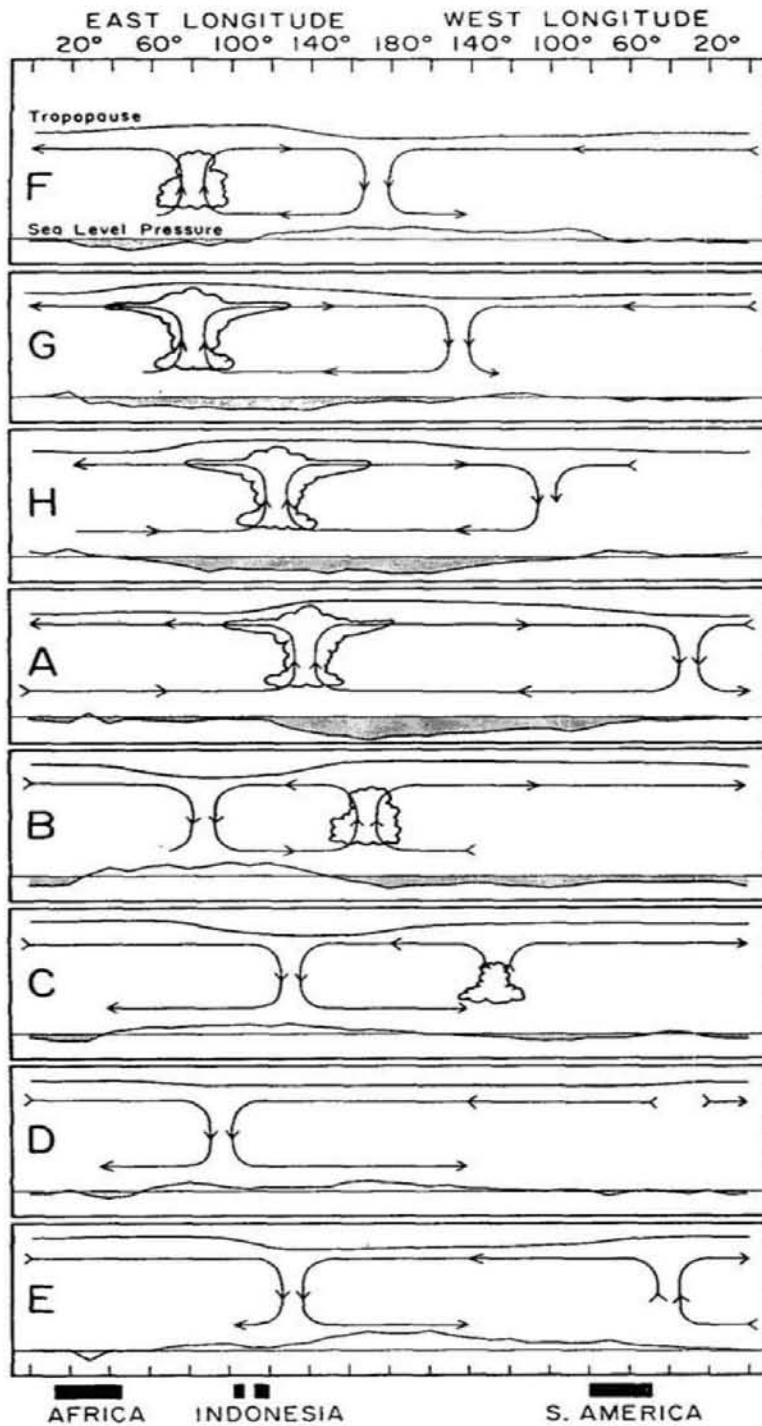 EAST LONGITUDE WEST LONGITUDE
20° 60° 100° 140° 180° 140° 100° 60° 20°
Tropopause
F
Sea Level Pressure
G
H
A
B
C
D
E
AFRICA INDONESIA S. AMERICA